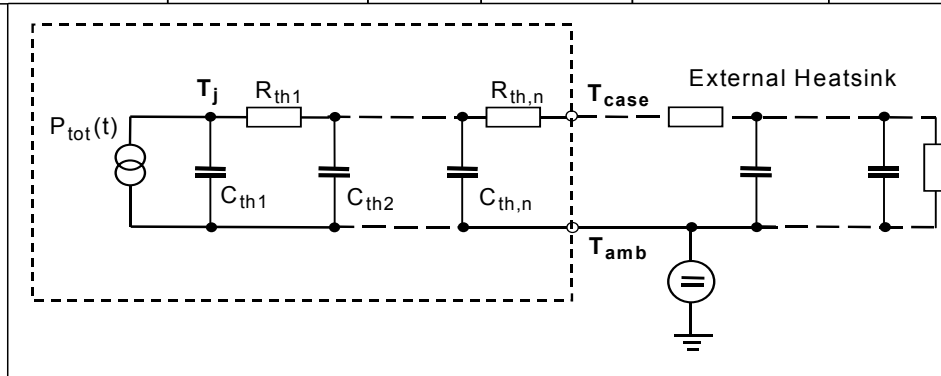 External Heatsink
T_j
R_th1
R_th,n
T_case
P_tot(t)
C_th1
C_th2
C_th,n
T_amb